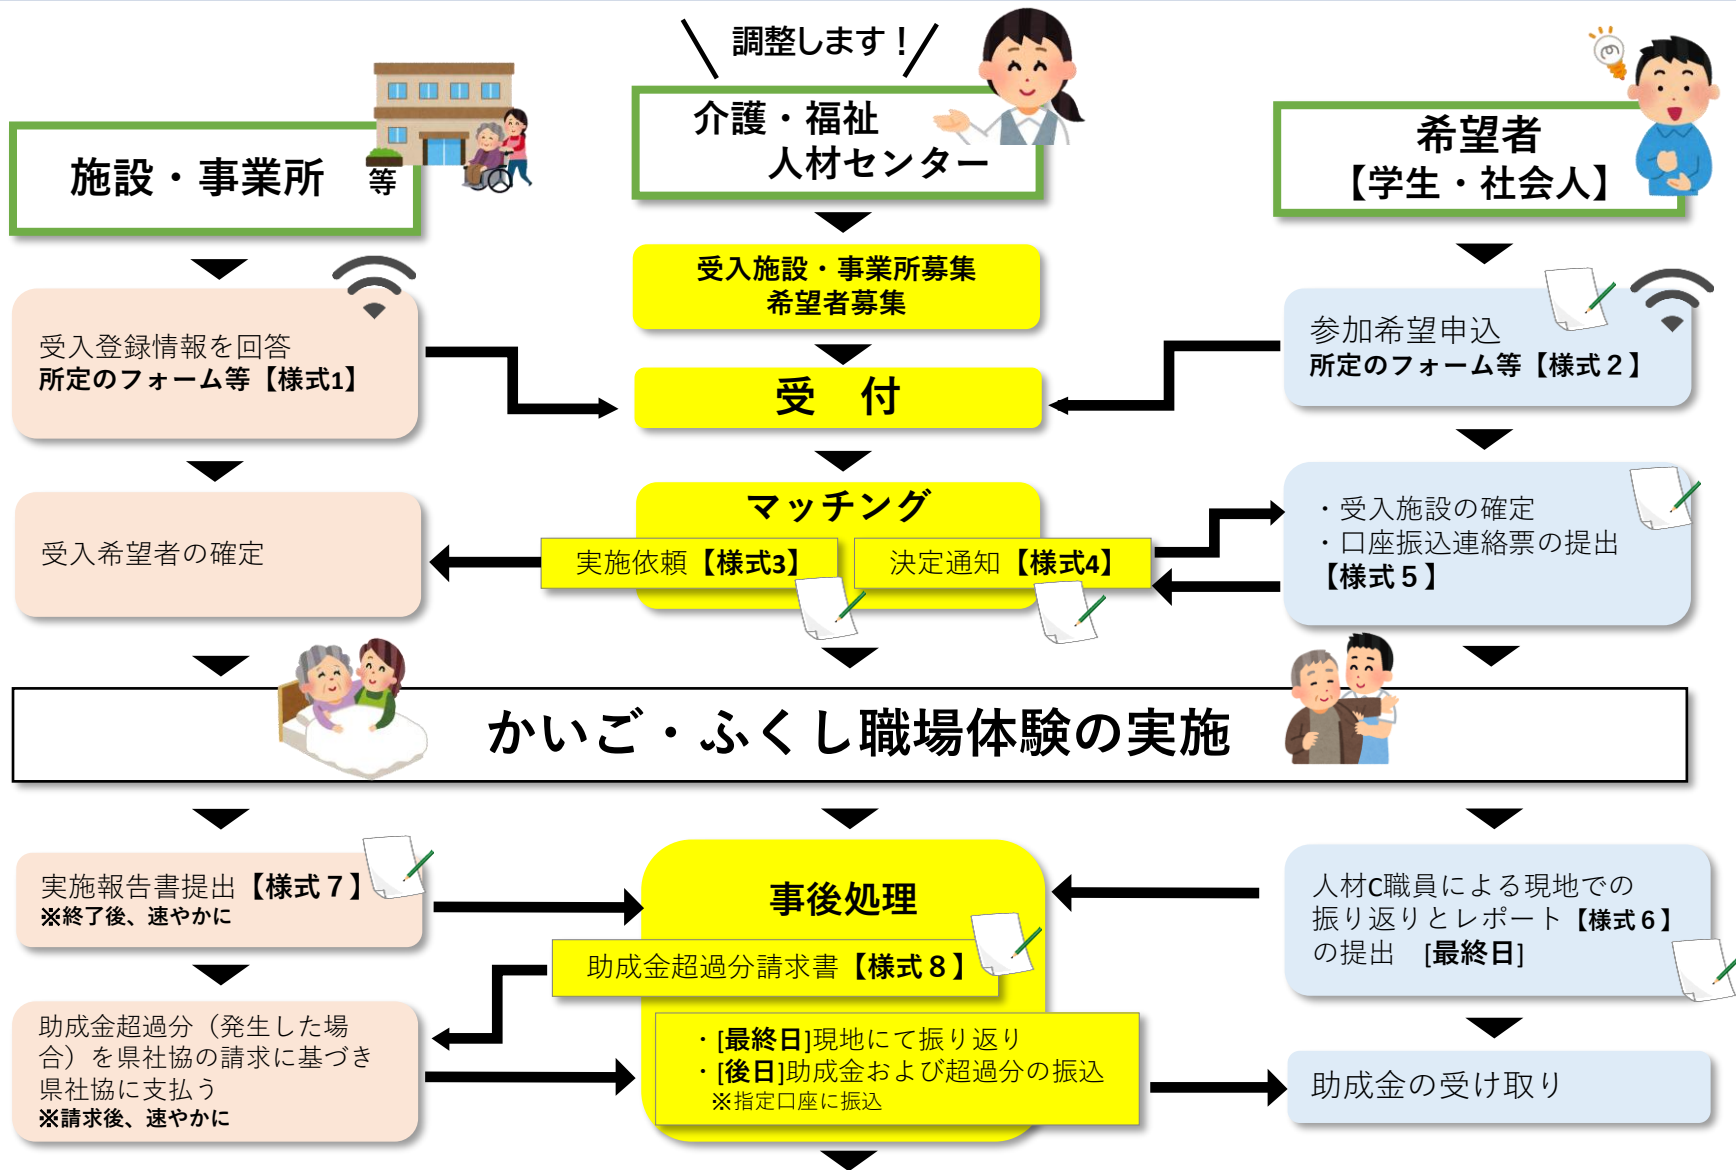 調整します！
施設・事業所 等
介護・福祉
人材センター
希望者
【学生・社会人】
受入施設・事業所募集
希望者募集
受入登録情報を回答
所定のフォーム等【様式1】
受　付
参加希望申込
所定のフォーム等【様式２】
マッチング
受入希望者の確定
実施依頼【様式3】
決定通知【様式4】
・受入施設の確定
・口座振込連絡票の提出
【様式５】
かいご・ふくし職場体験の実施
実施報告書提出【様式７】
※終了後、速やかに
事後処理
助成金超過分請求書【様式８】
人材C職員による現地での
振り返りとレポート【様式６】
の提出　[最終日]
助成金超過分（発生した場
合）を県社協の請求に基づき
県社協に支払う
※請求後、速やかに
・[最終日]現地にて振り返り
・[後日]助成金および超過分の振込
※指定口座に振込
助成金の受け取り